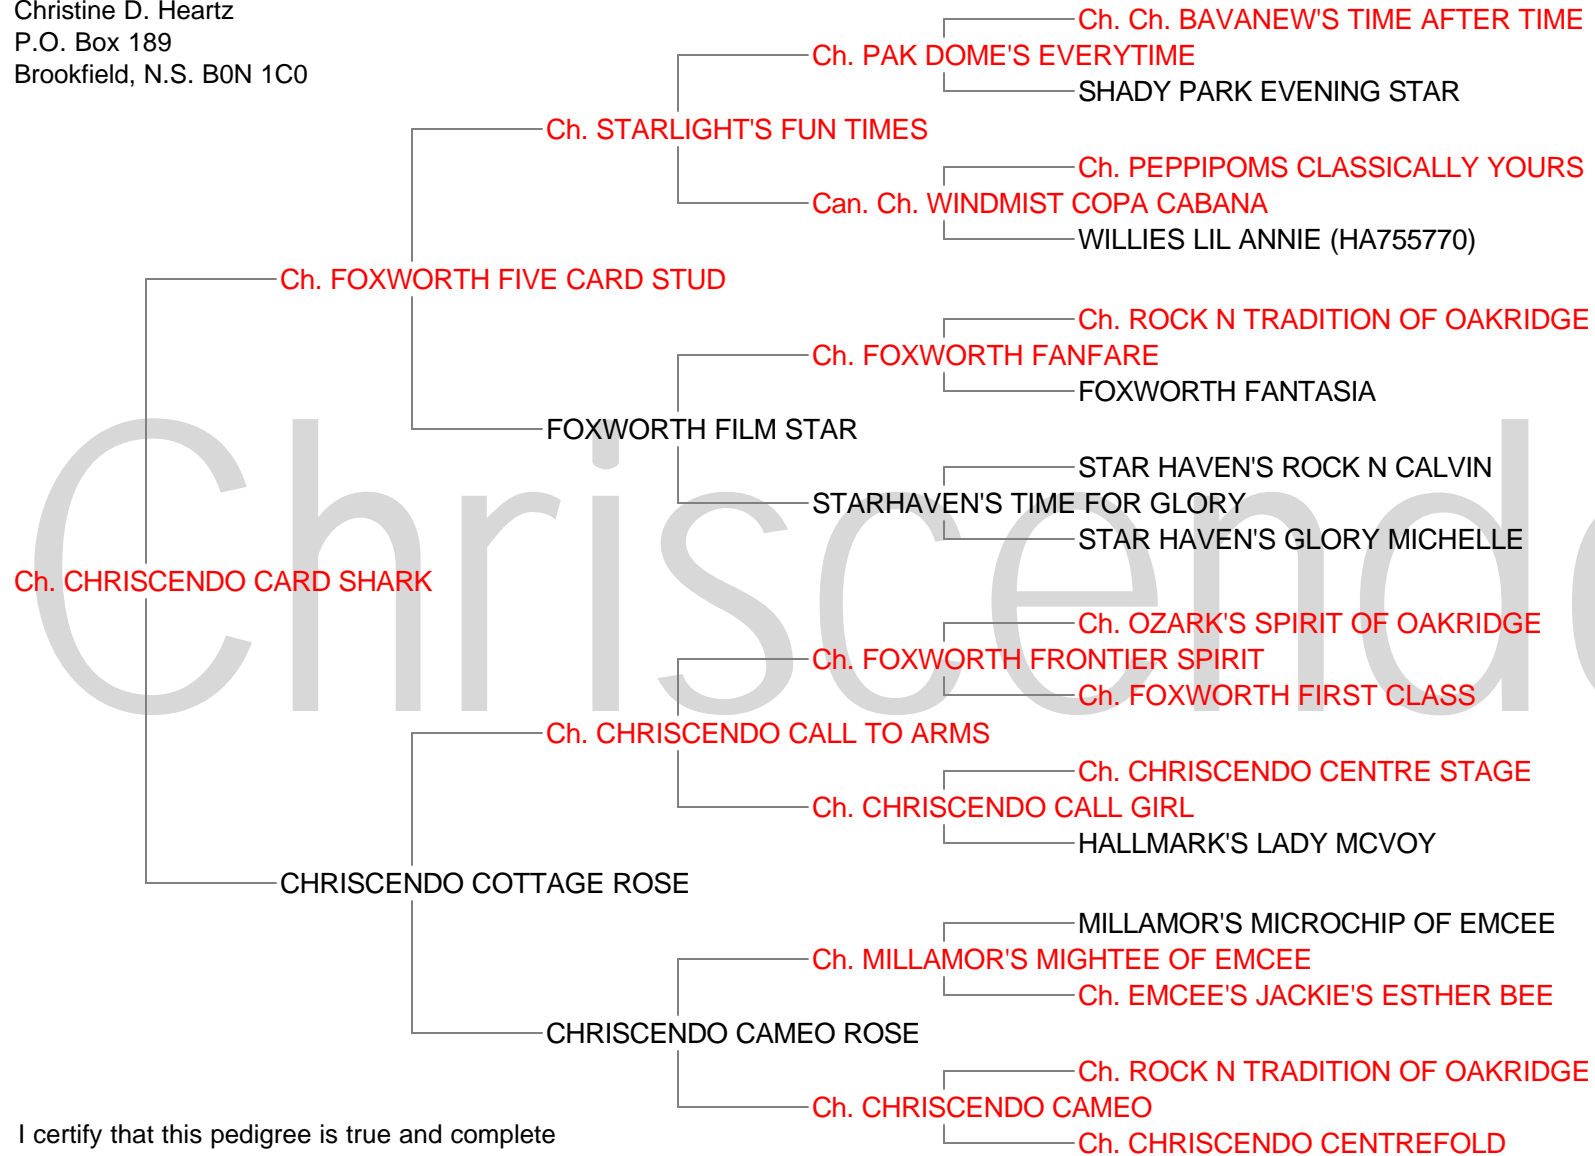 Christine D. Heartz
P.O. Box 189
Brookfield, N.S. B0N 1C0
Ch. Ch. BAVANEW'S TIME AFTER TIME
Ch. PAK DOME'S EVERYTIME
SHADY PARK EVENING STAR
Ch. STARLIGHT'S FUN TIMES
Ch. PEPPIPOMS CLASSICALLY YOURS
Can. Ch. WINDMIST COPA CABANA
WILLIES LIL ANNIE (HA755770)
Ch. FOXWORTH FIVE CARD STUD
Ch. ROCK N TRADITION OF OAKRIDGE
Ch. FOXWORTH FANFARE
FOXWORTH FANTASIA
FOXWORTH FILM STAR
STAR HAVEN'S ROCK N CALVIN
STARHAVEN'S TIME FOR GLORY
STAR HAVEN'S GLORY MICHELLE
Chriscendo
Ch. CHRISCENDO CARD SHARK
Ch. OZARK'S SPIRIT OF OAKRIDGE
Ch. FOXWORTH FRONTIER SPIRIT
Ch. FOXWORTH FIRST CLASS
Ch. CHRISCENDO CALL TO ARMS
Ch. CHRISCENDO CENTRE STAGE
Ch. CHRISCENDO CALL GIRL
HALLMARK'S LADY MCVOY
CHRISCENDO COTTAGE ROSE
MILLAMOR'S MICROCHIP OF EMCEE
Ch. MILLAMOR'S MIGHTEE OF EMCEE
Ch. EMCEE'S JACKIE'S ESTHER BEE
CHRISCENDO CAMEO ROSE
Ch. ROCK N TRADITION OF OAKRIDGE
Ch. CHRISCENDO CAMEO
Ch. CHRISCENDO CENTREFOLD
I certify that this pedigree is true and complete